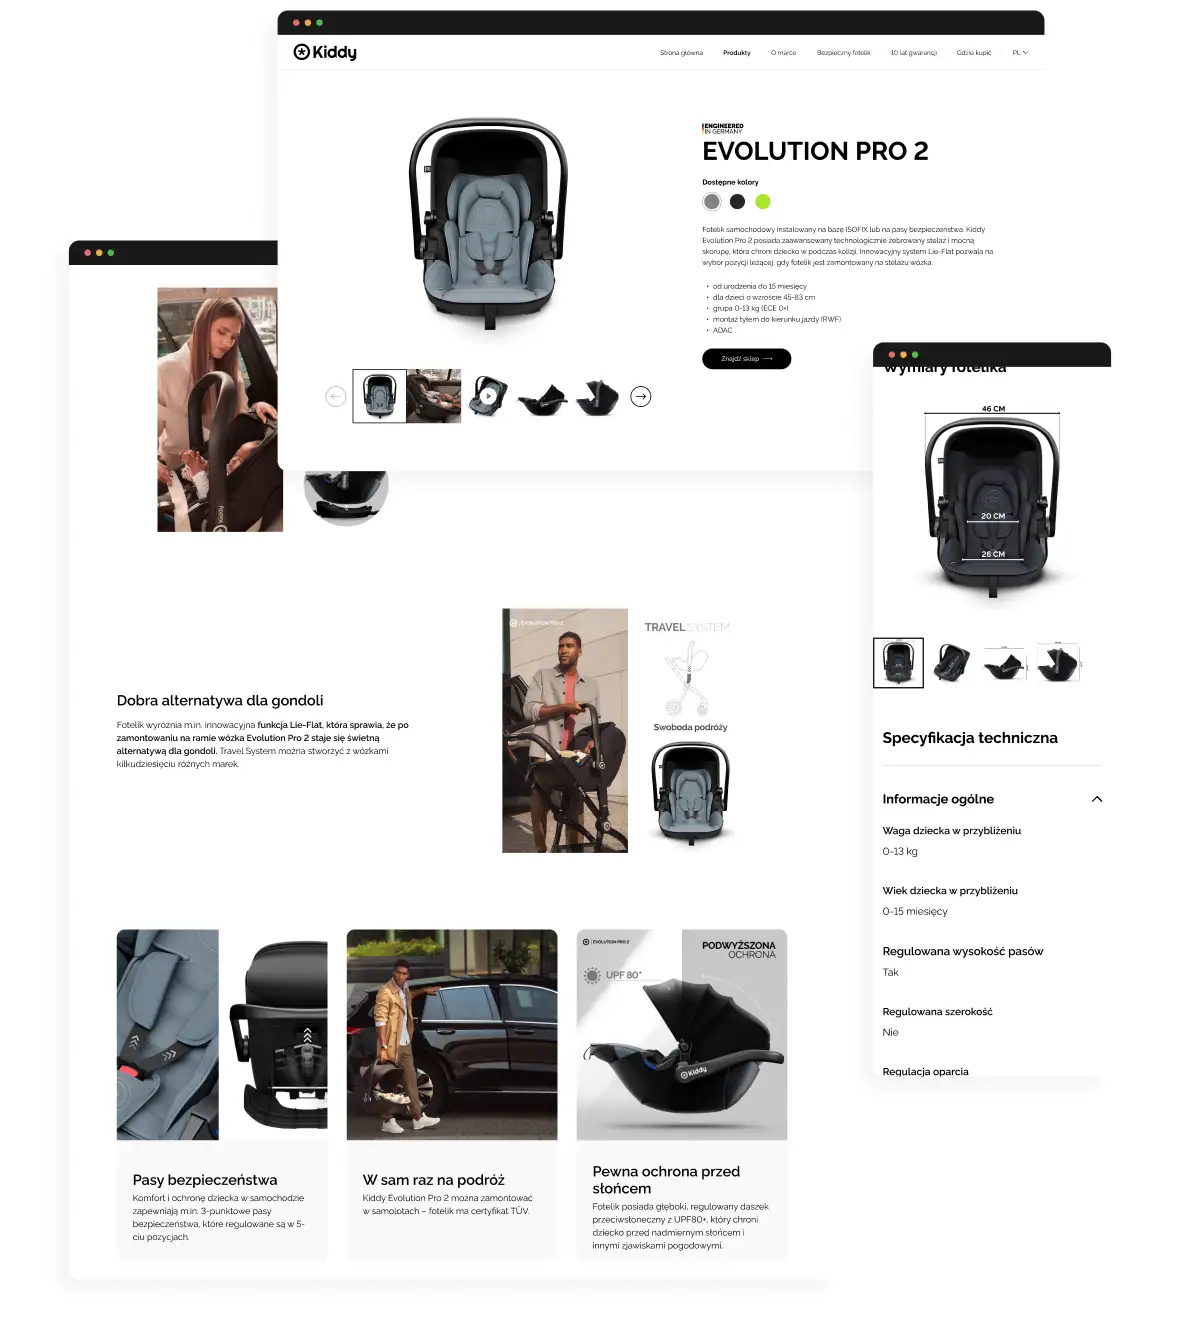 Kiddy
Strona główna
Produkty
O marce
Bezpieczny fotelik
10 lat gwarancji
Gdzie kupić
PL
ENGINEERED
IN GERMANY
EVOLUTION PRO 2
Dostępne kolory
Fotelik samochodowy instalowany na bazę ISOFIX lub na pasy bezpieczeństwa. Kiddy
Evolution Pro 2 posiada zaawansowany technologicznie żebrowany stelaż i mocną
skorupę, która chroni dziecko w podczas kolizji. Innowacyjny system Lie-Flat pozwala na
wybór pozycji leżącej, gdy fotelik jest zamontowany na stelażu wózka.
• od urodzenia do 15 miesięcy
• dla dzieci o wzroście 45-83 cm
• grupa 0-13 kg (ECE 0+)
• montaż tyłem do kierunku jazdy (RWF)
• ADAC
Znajdź sklep
Kiddy
Dobra alternatywa dla gondoli
Fotelik wyróżnia m.in. innowacyjna funkcja Lie-Flat, która sprawia, że po
zamontowaniu na ramie wózka Evolution Pro 2 staje się świetną
alternatywą dla gondoli. Travel System można stworzyć z wózkami
kilkudziesięciu różnych marek.
EVOLUTION PRO 2
TRAVEL SYSTEM
Swoboda podróży
Pasy bezpieczeństwa
Komfort i ochronę dziecka w samochodzie
zapewniają m.in. 3-punktowe pasy
bezpieczeństwa, które regulowane są w 5-
ciu pozycjach.
W sam raz na podróż
Kiddy Evolution Pro 2 można zamontować
w samolotach – fotelik ma certyfikat TÜV.
EVOLUTION PRO 2
PODWYŻSZONA
OCHRONA
UPF 80+
Kiddy
Pewna ochrona przed
słońcem
Fotelik posiada głęboki, regulowany daszek
przeciwsłoneczny z UPF80+, który chroni
dziecko przed nadmiernym słońcem i
innymi zjawiskami pogodowymi.
Wymiary fotelika
46 CM
20 CM
26 CM
Specyfikacja techniczna
Informacje ogólne
Waga dziecka w przybliżeniu
0-13 kg
Wiek dziecka w przybliżeniu
0-15 miesięcy
Regulowana wysokość pasów
Tak
Regulowana szerokość
Nie
Regulacja oparcia